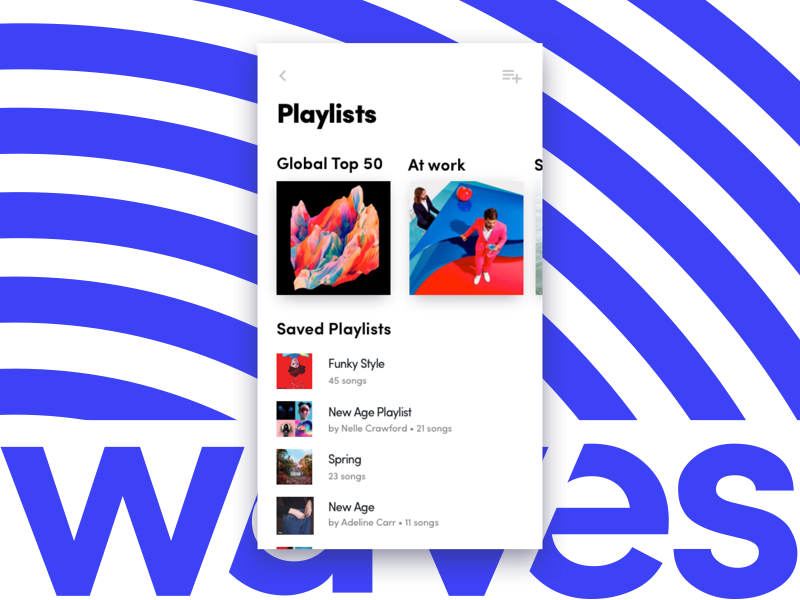 Playlists
Global Top 50
At work
S
Saved Playlists
Funky Style
45 songs
New Age Playlist
by Nelle Crawford • 21 songs
Spring
23 songs
New Age
by Adeline Carr • 11 songs
waves